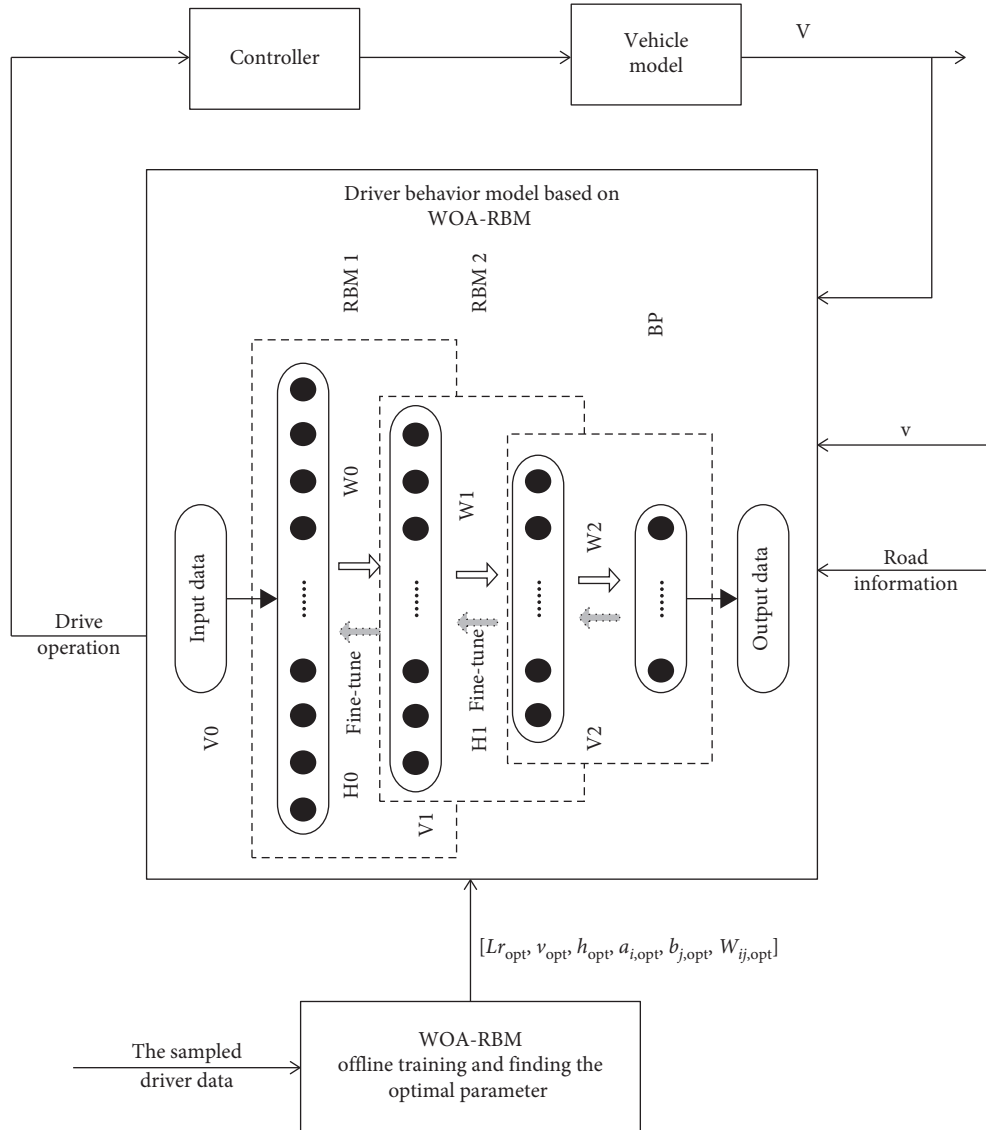 Controller
Vehicle
model
V
Driver behavior model based on
WOA-RBM
RBM 1
RBM 2
BP
W0
W1
W2
v
Input data
Output data
Road
information
Drive
operation
Fine-tune
Fine-tune
V0
H0
V1
H1
V2
[Lr_opt, v_opt, h_opt, a_i,opt, b_j,opt, W_ij,opt]
The sampled
driver data
WOA-RBM
offline training and finding the
optimal parameter